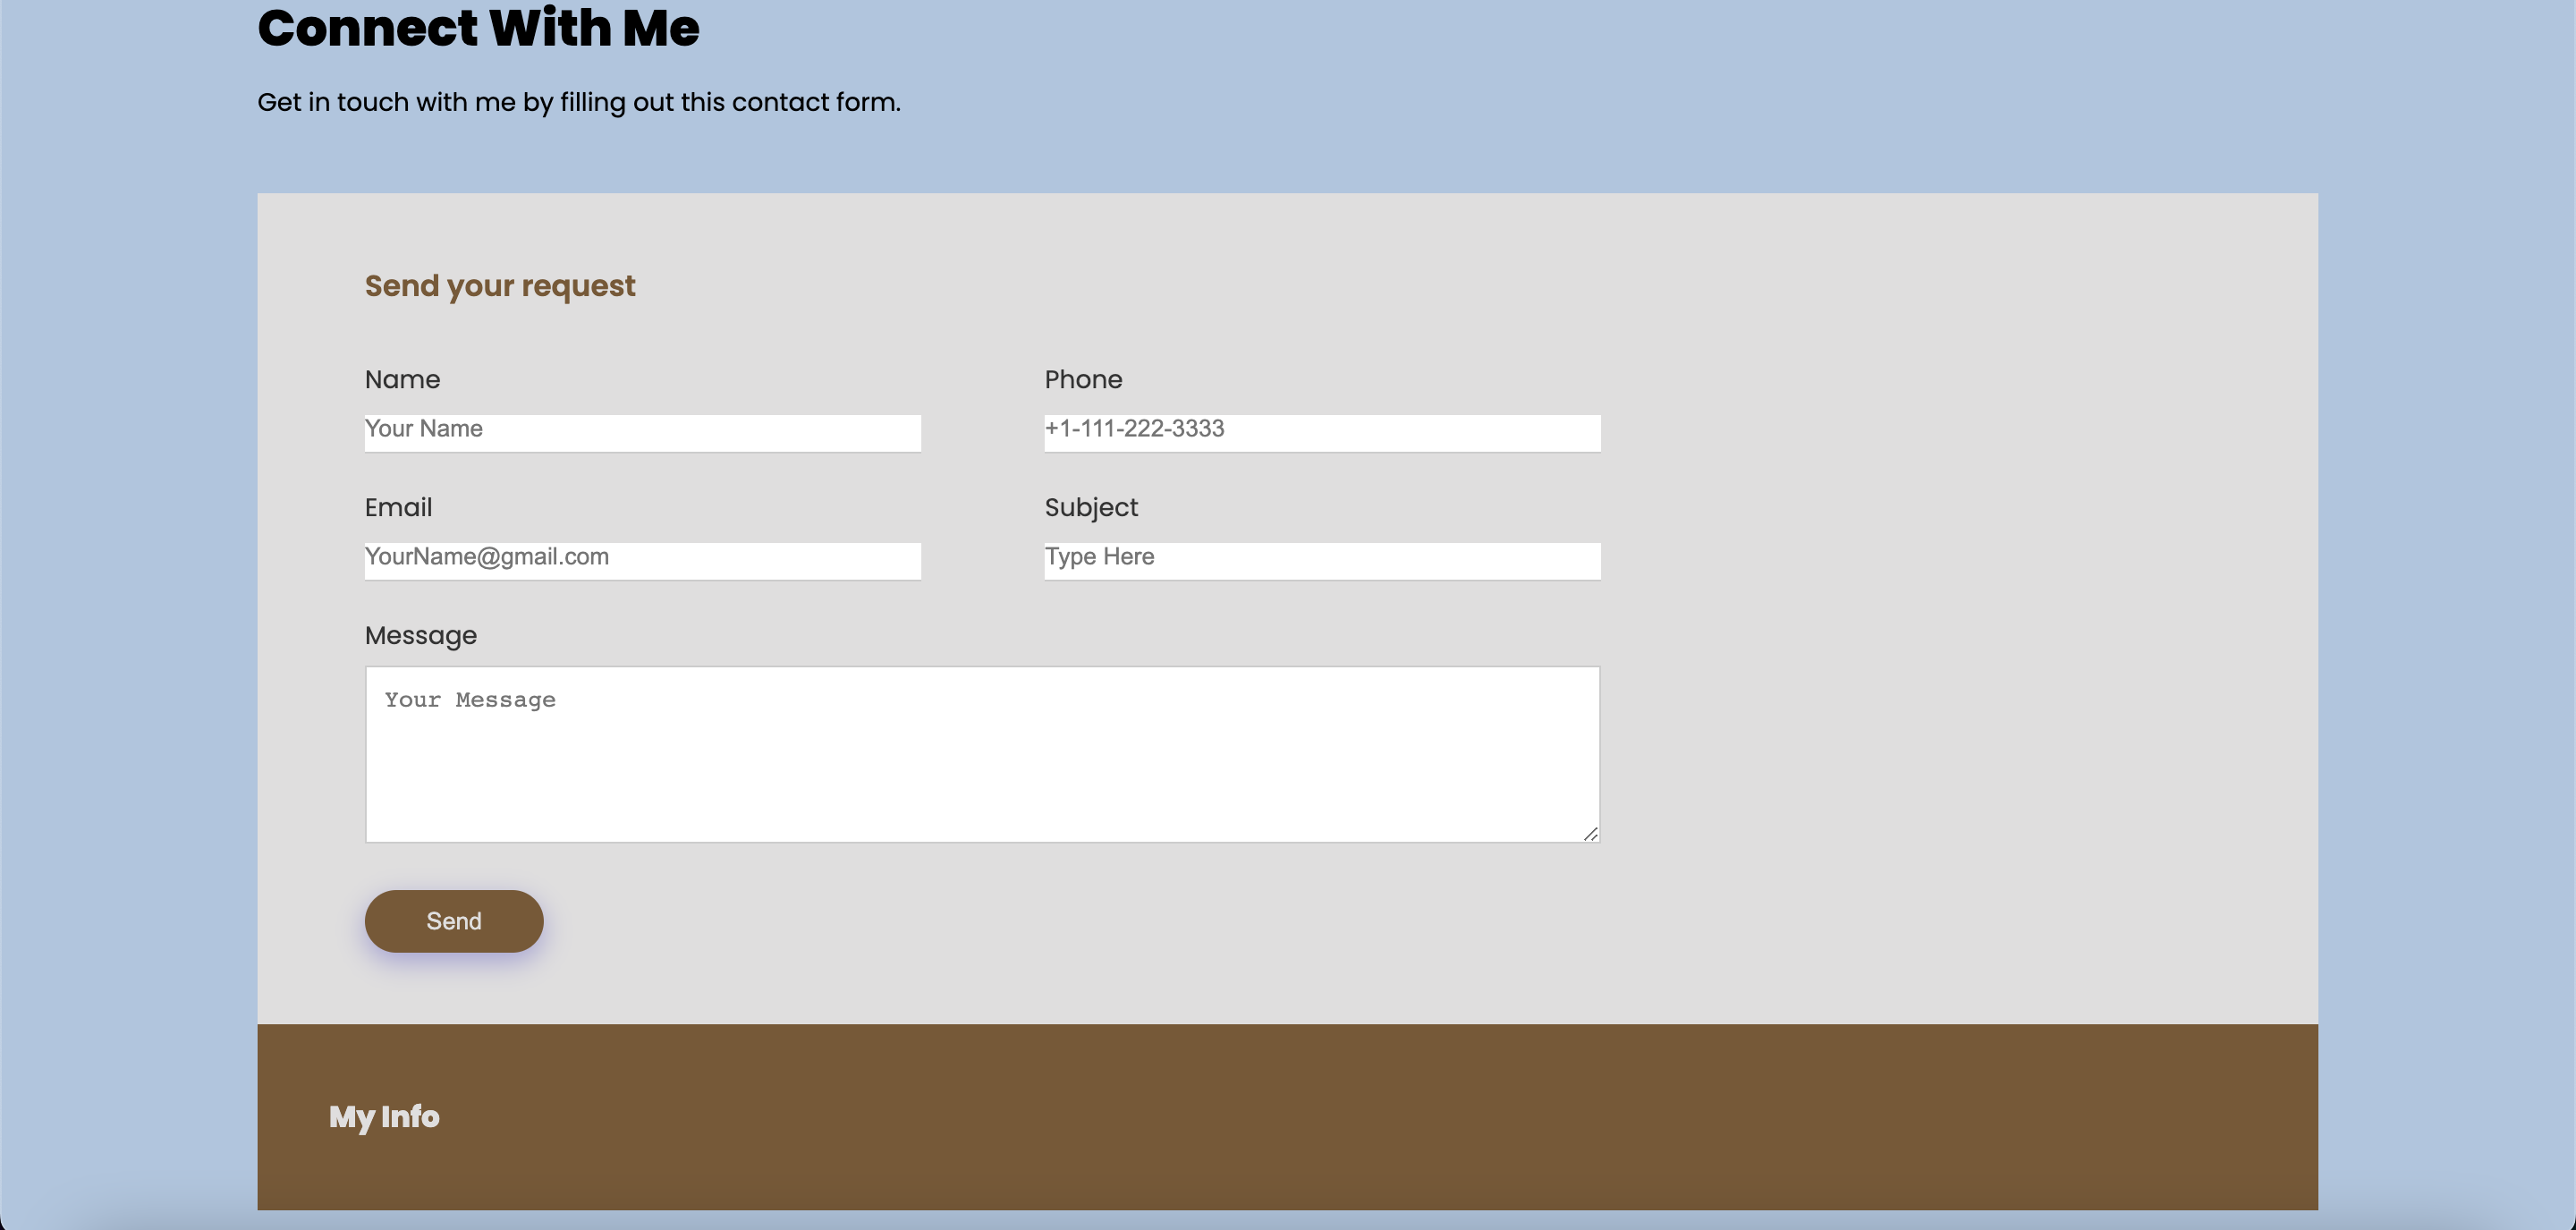 Connect With Me
Get in touch with me by filling out this contact form.
Send your request
Name
Phone
Your Name
+1-111-222-3333
Email
Subject
YourName@gmail.com
Type Here
Message
Your Message
Send
My Info